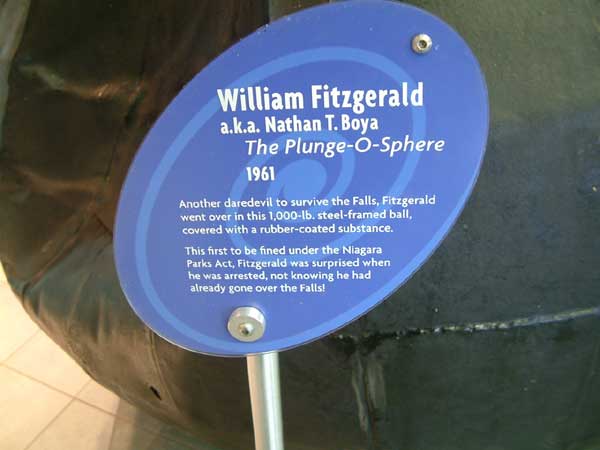 William Fitzgerald
a.k.a. Nathan T. Boya
The Plunge-O-Sphere
1961
Another daredevil to survive the Falls, Fitzgerald
went over in this 1,000-lb. steel-framed ball,
covered with a rubber-coated substance.
This first to be fined under the Niagara
Parks Act, Fitzgerald was surprised when
he was arrested, not knowing he had
already gone over the Falls!